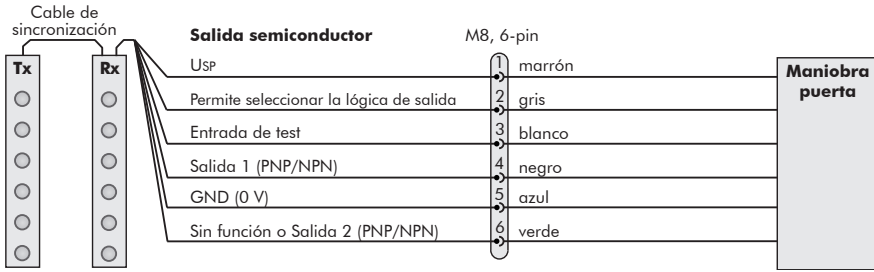 Cable de
sincronización
Salida semiconductor
M8, 6-pin
Tx
Rx
USP
1 marrón
Maniobra
puerta
Permite seleccionar la lógica de salida
2 gris
Entrada de test
3 blanco
Salida 1 (PNP/NPN)
4 negro
GND (0 V)
5 azul
Sin función o Salida 2 (PNP/NPN)
6 verde